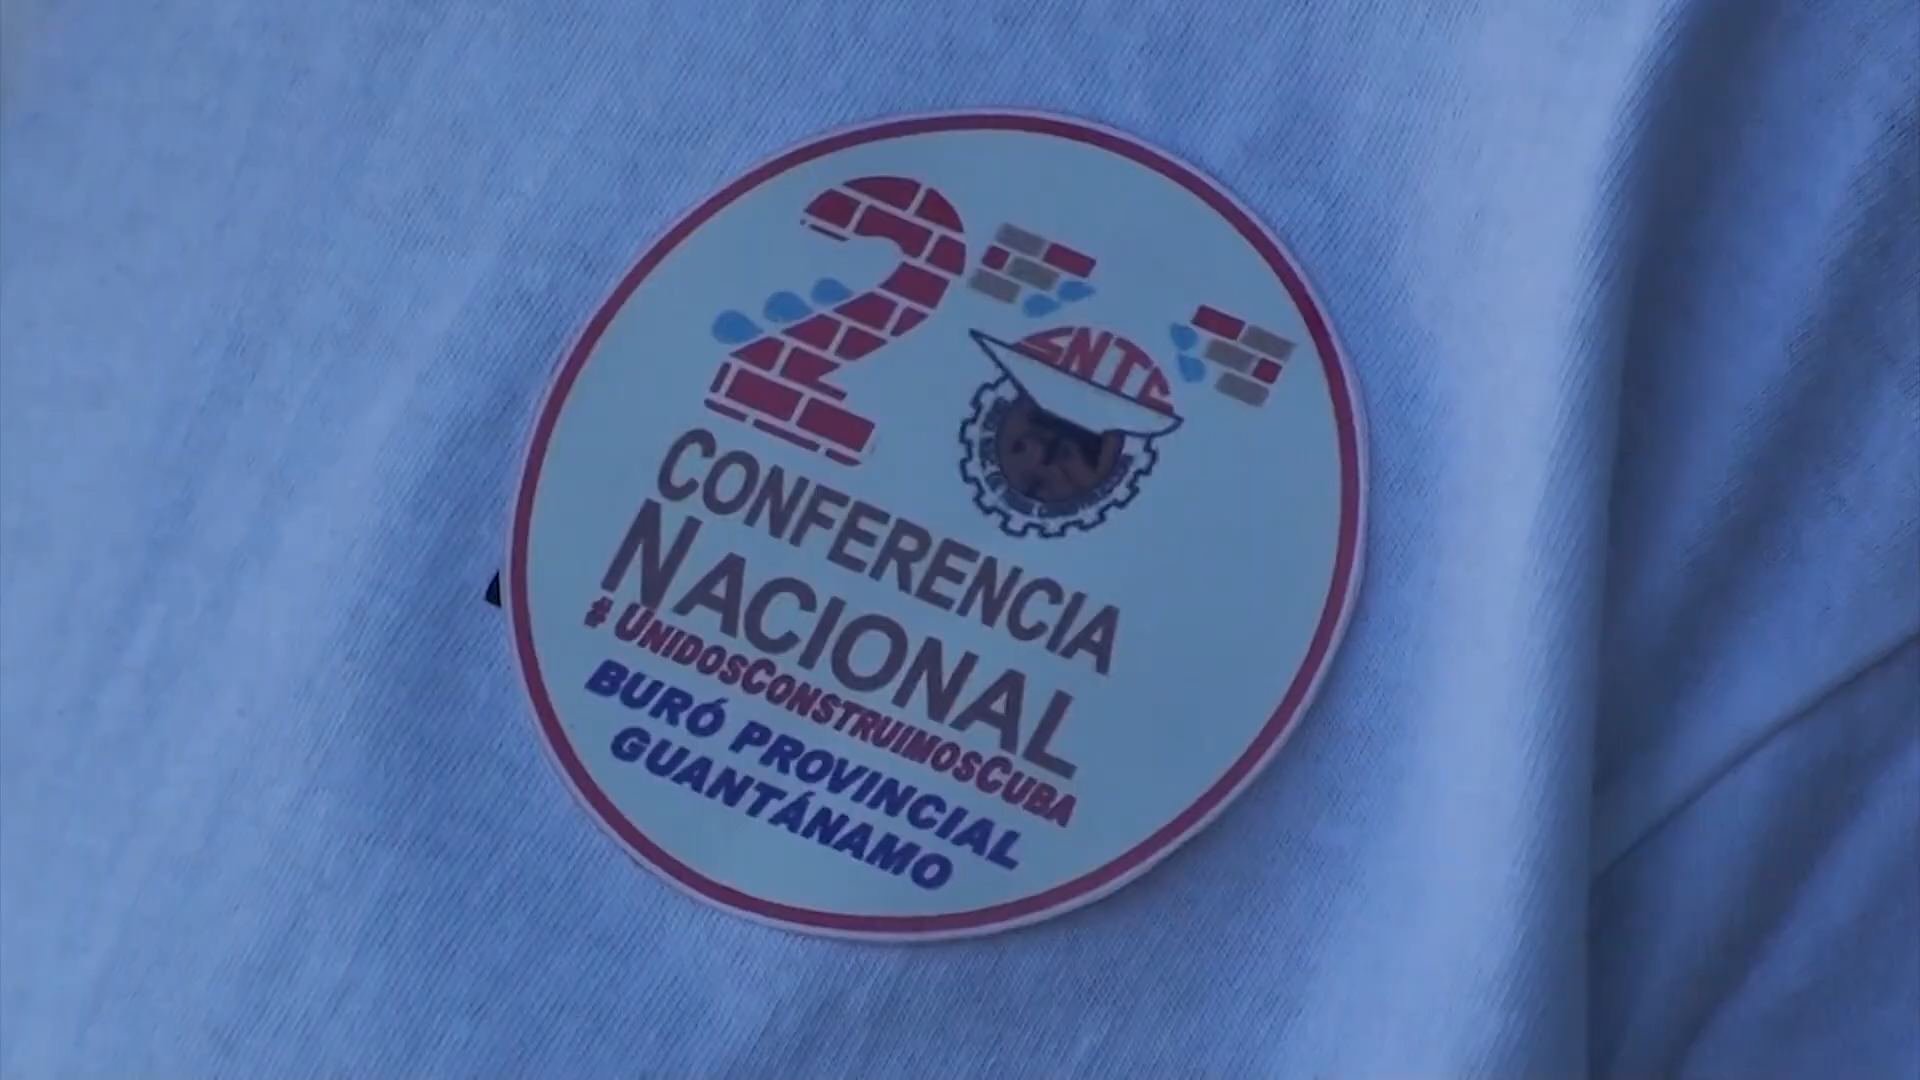 2
SNTC
CONFERENCIA
NACIONAL
# UNIDOSCONSTRUIMOSCUBA
BURÓ PROVINCIAL
GUANTÁNAMO